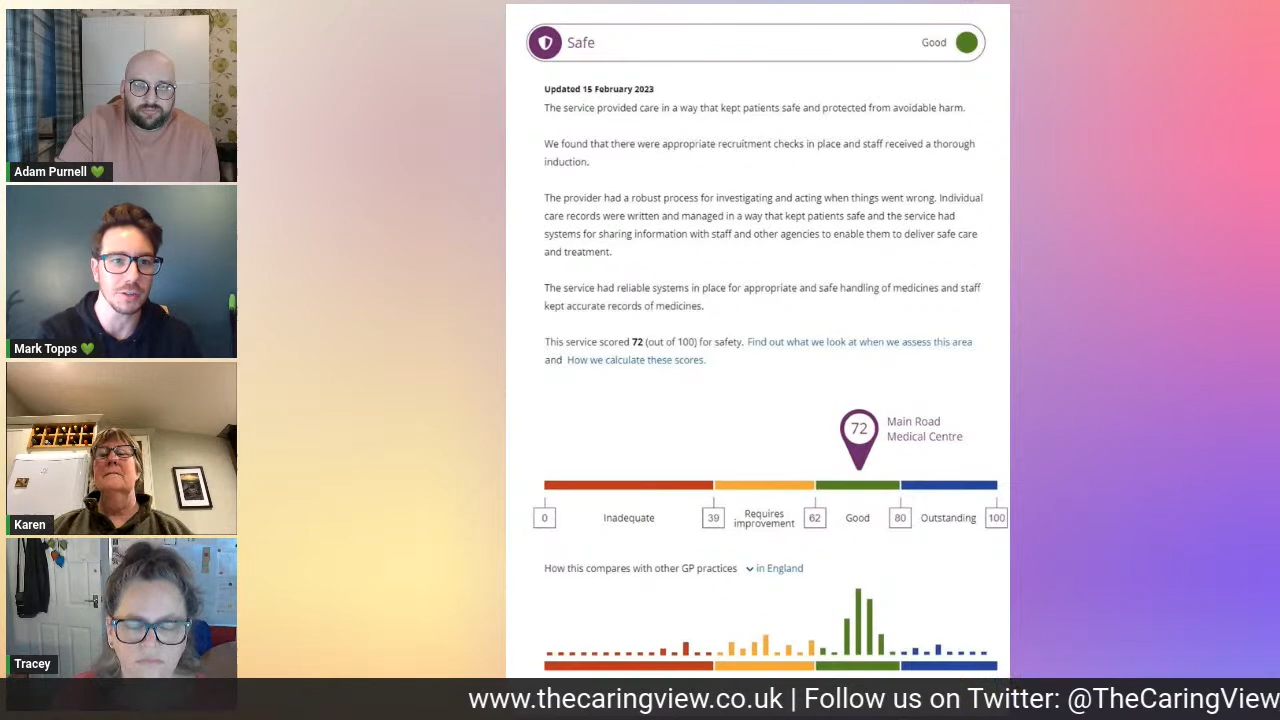 Adam Purnell 💚
Mark Topps 💚
Karen
Tracey
Safe
Good
Updated 15 February 2023
The service provided care in a way that kept patients safe and protected from avoidable harm.
We found that there were appropriate recruitment checks in place and staff received a thorough
induction.
The provider had a robust process for investigating and acting when things went wrong. Individual
care records were written and managed in a way that kept patients safe and the service had
systems for sharing information with staff and other agencies to enable them to deliver safe care
and treatment.
The service had reliable systems in place for appropriate and safe handling of medicines and staff
kept accurate records of medicines.
This service scored 72 (out of 100) for safety. Find out what we look at when we assess this area
and How we calculate these scores.
72
Main Road
Medical Centre
0
Inadequate
39
Requires
improvement
62
Good
80
Outstanding
100
How this compares with other GP practices in England
www.thecaringview.co.uk | Follow us on Twitter: @TheCaringView